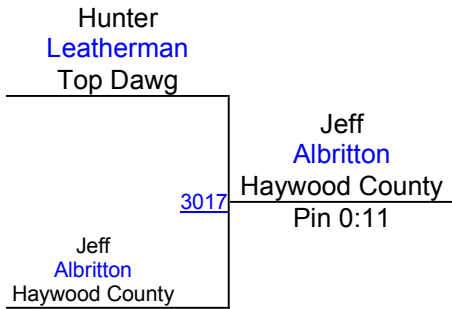 Hunter
Leatherman
Top Dawg
Jeff
Albritton
Haywood County
3017
Pin 0:11
Jeff
Albritton
Haywood County